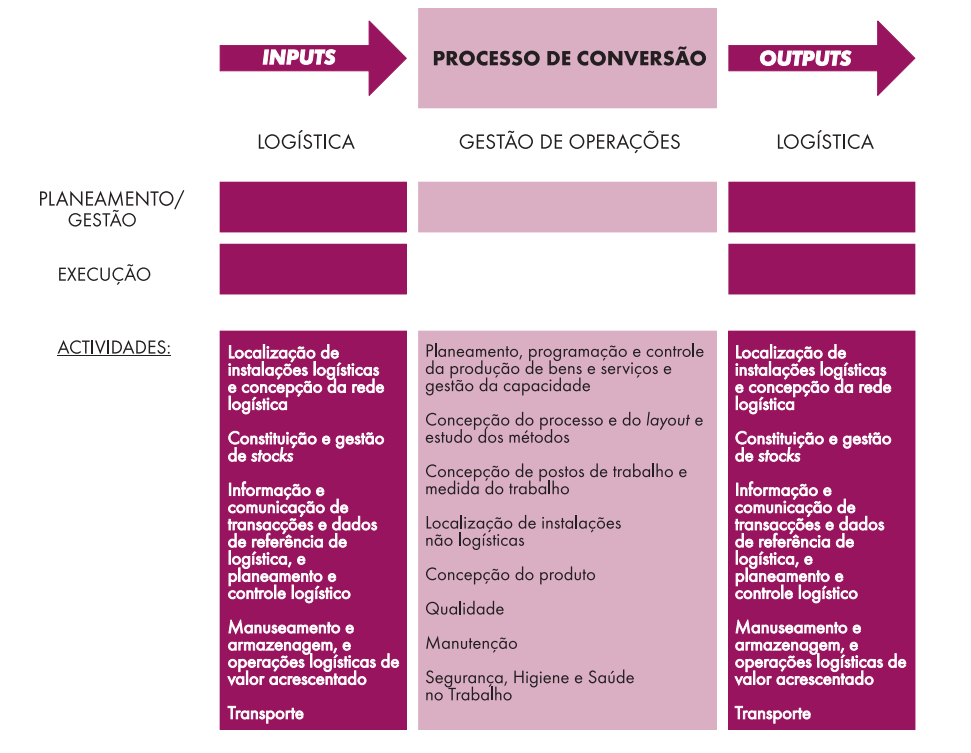 INPUTS
PROCESSO DE CONVERSÃO
OUTPUTS
LOGÍSTICA
GESTÃO DE OPERAÇÕES
LOGÍSTICA
PLANEAMENTO/
GESTÃO
EXECUÇÃO
ACTIVIDADES:
Localização de
instalações logísticas
e concepção da rede
logística
Constituição e gestão
de stocks
Informação e
comunicação de
transacções e dados
de referência de
logística, e
planeamento e
controle logístico
Manuseamento e
armazenagem, e
operações logísticas de
valor acrescentado
Transporte
Planeamento, programação e controle
da produção de bens e serviços e
gestão da capacidade
Concepção do processo e do layout e
estudo dos métodos
Concepção de postos de trabalho e
medida do trabalho
Localização de instalações
não logísticas
Concepção do produto
Qualidade
Manutenção
Segurança, Higiene e Saúde
no Trabalho
Localização de
instalações logísticas
e concepção da rede
logística
Constituição e gestão
de stocks
Informação e
comunicação de
transacções e dados
de referência de
logística, e
planeamento e
controle logístico
Manuseamento e
armazenagem, e
operações logísticas de
valor acrescentado
Transporte